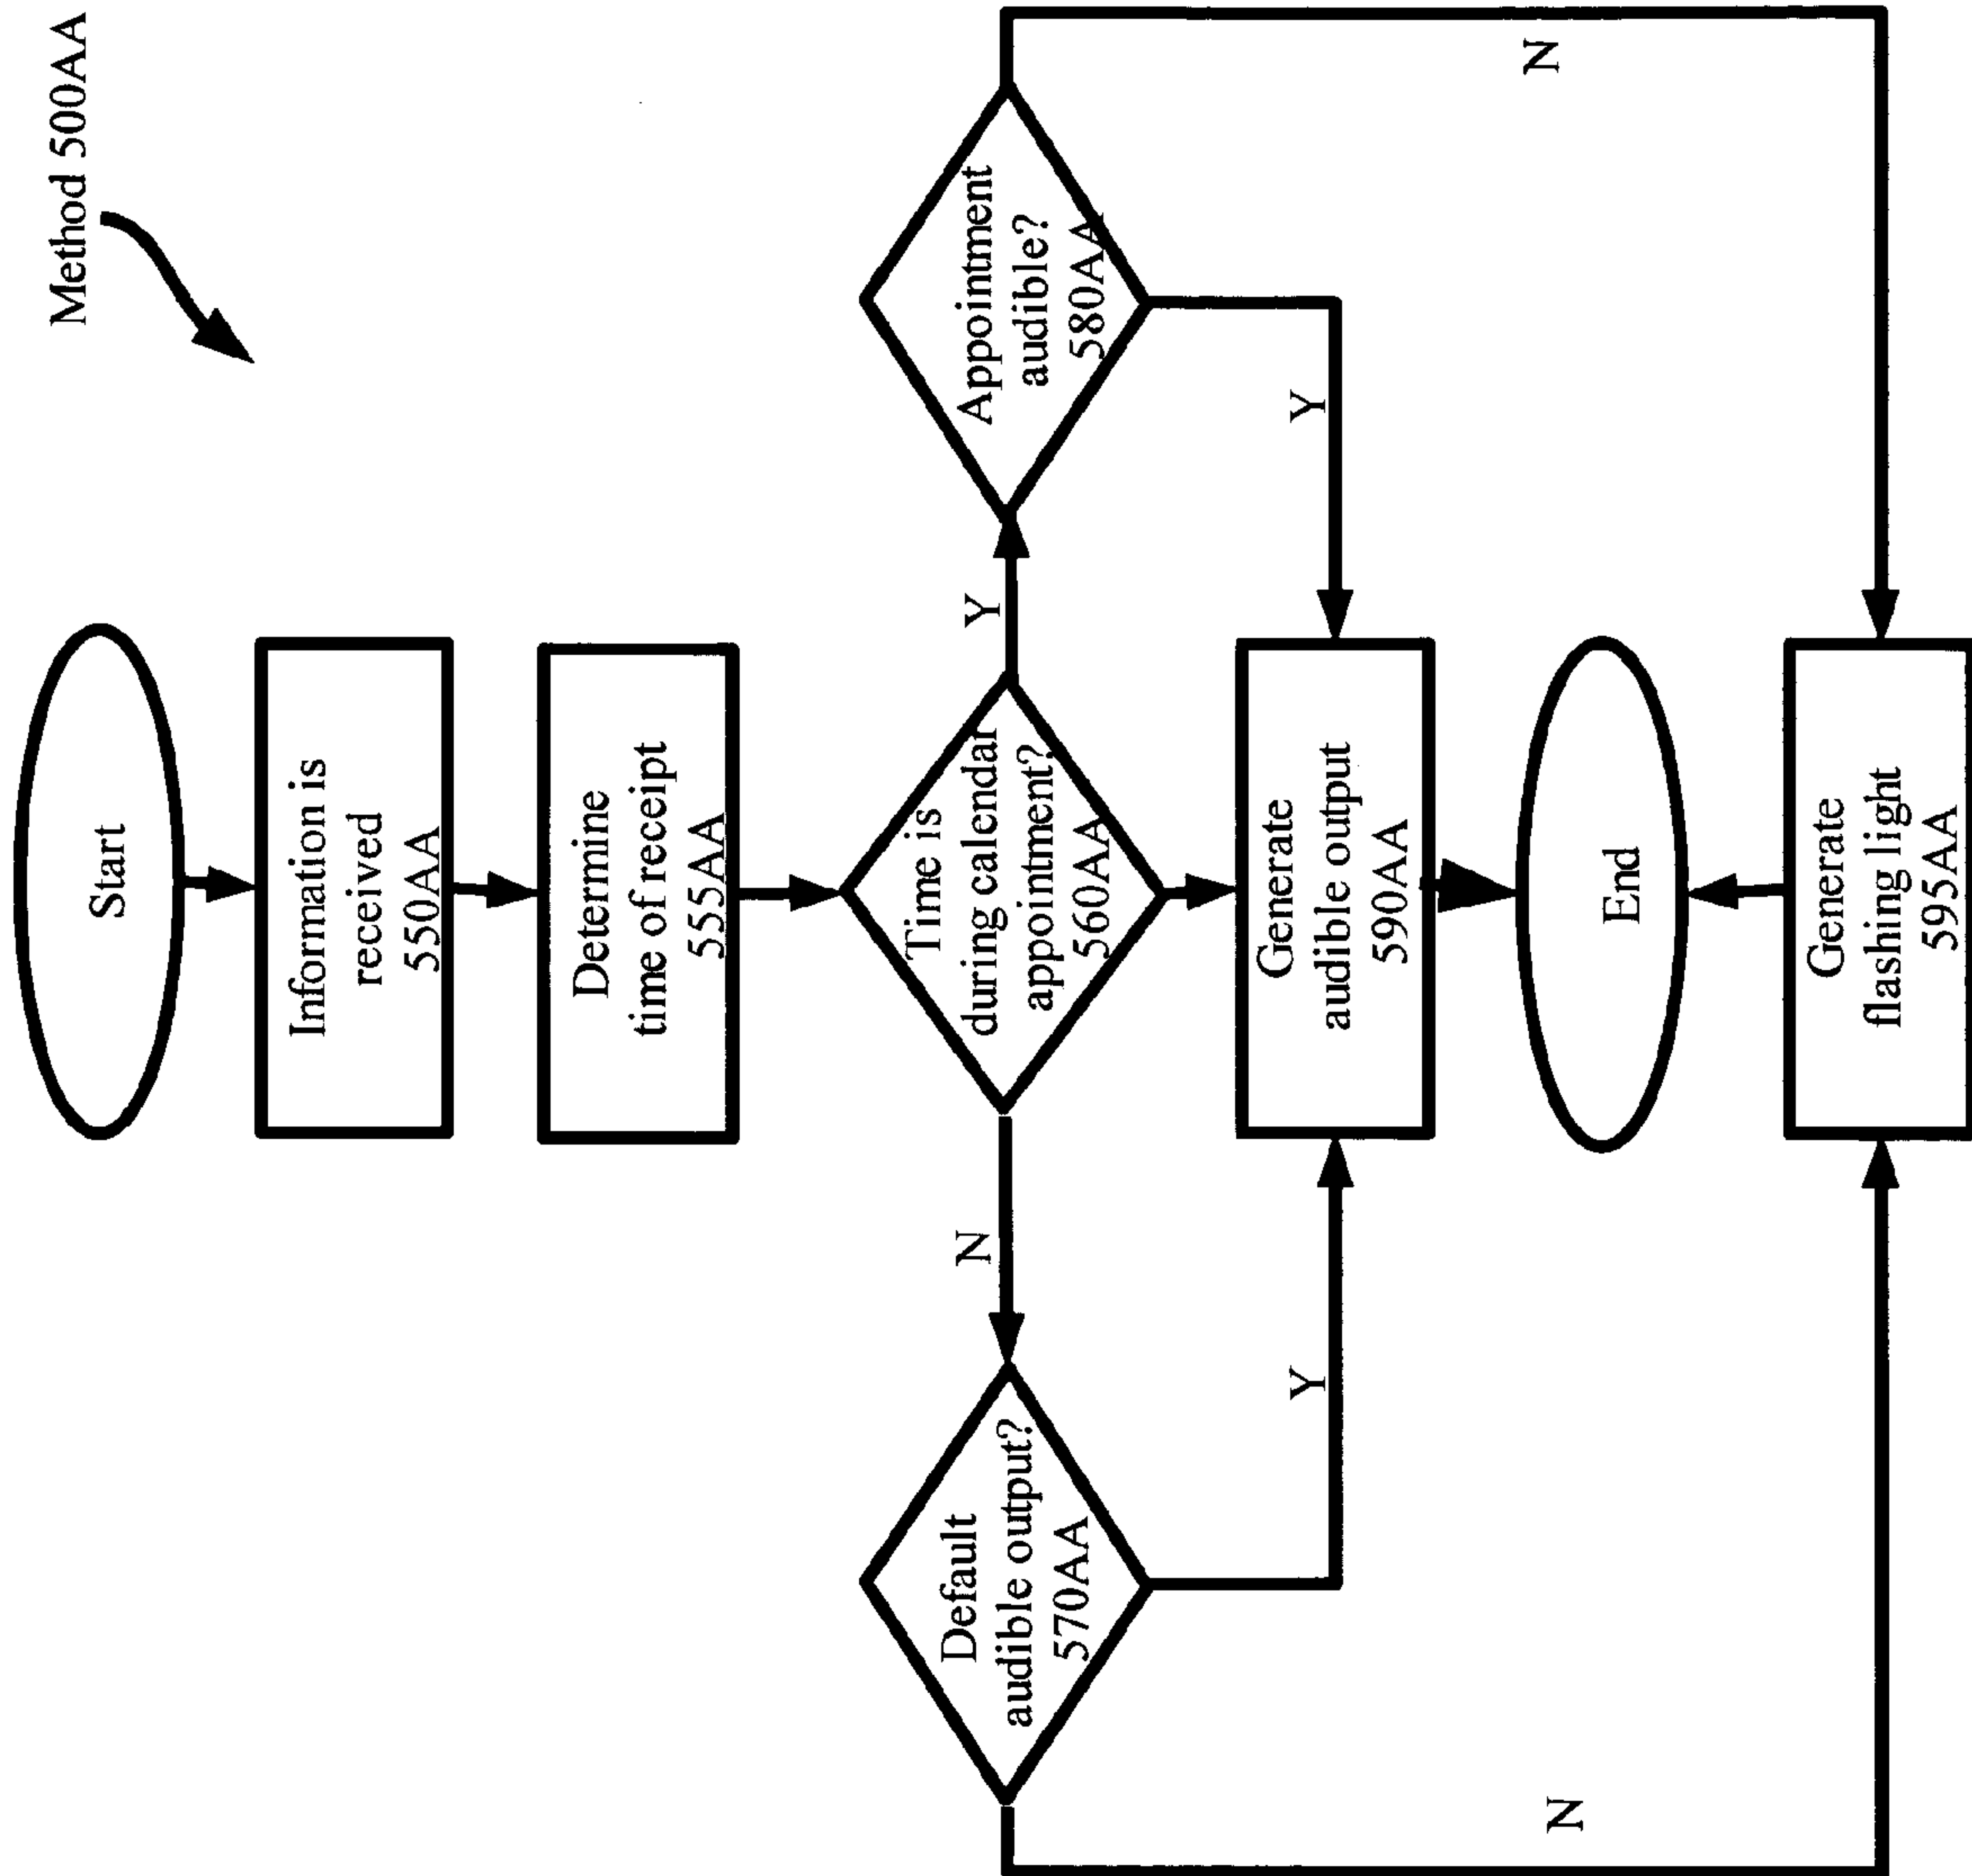 Method 500AA
Start
Information is
received
550AA
Determine
time of receipt
555AA
Time is
during calendar
appointment?
560AA
N
Y
Default
audible output?
570AA
Appointment
audible?
580AA
Y
Y
Generate
audible output
590AA
End
N
N
Generate
flashing light
595AA